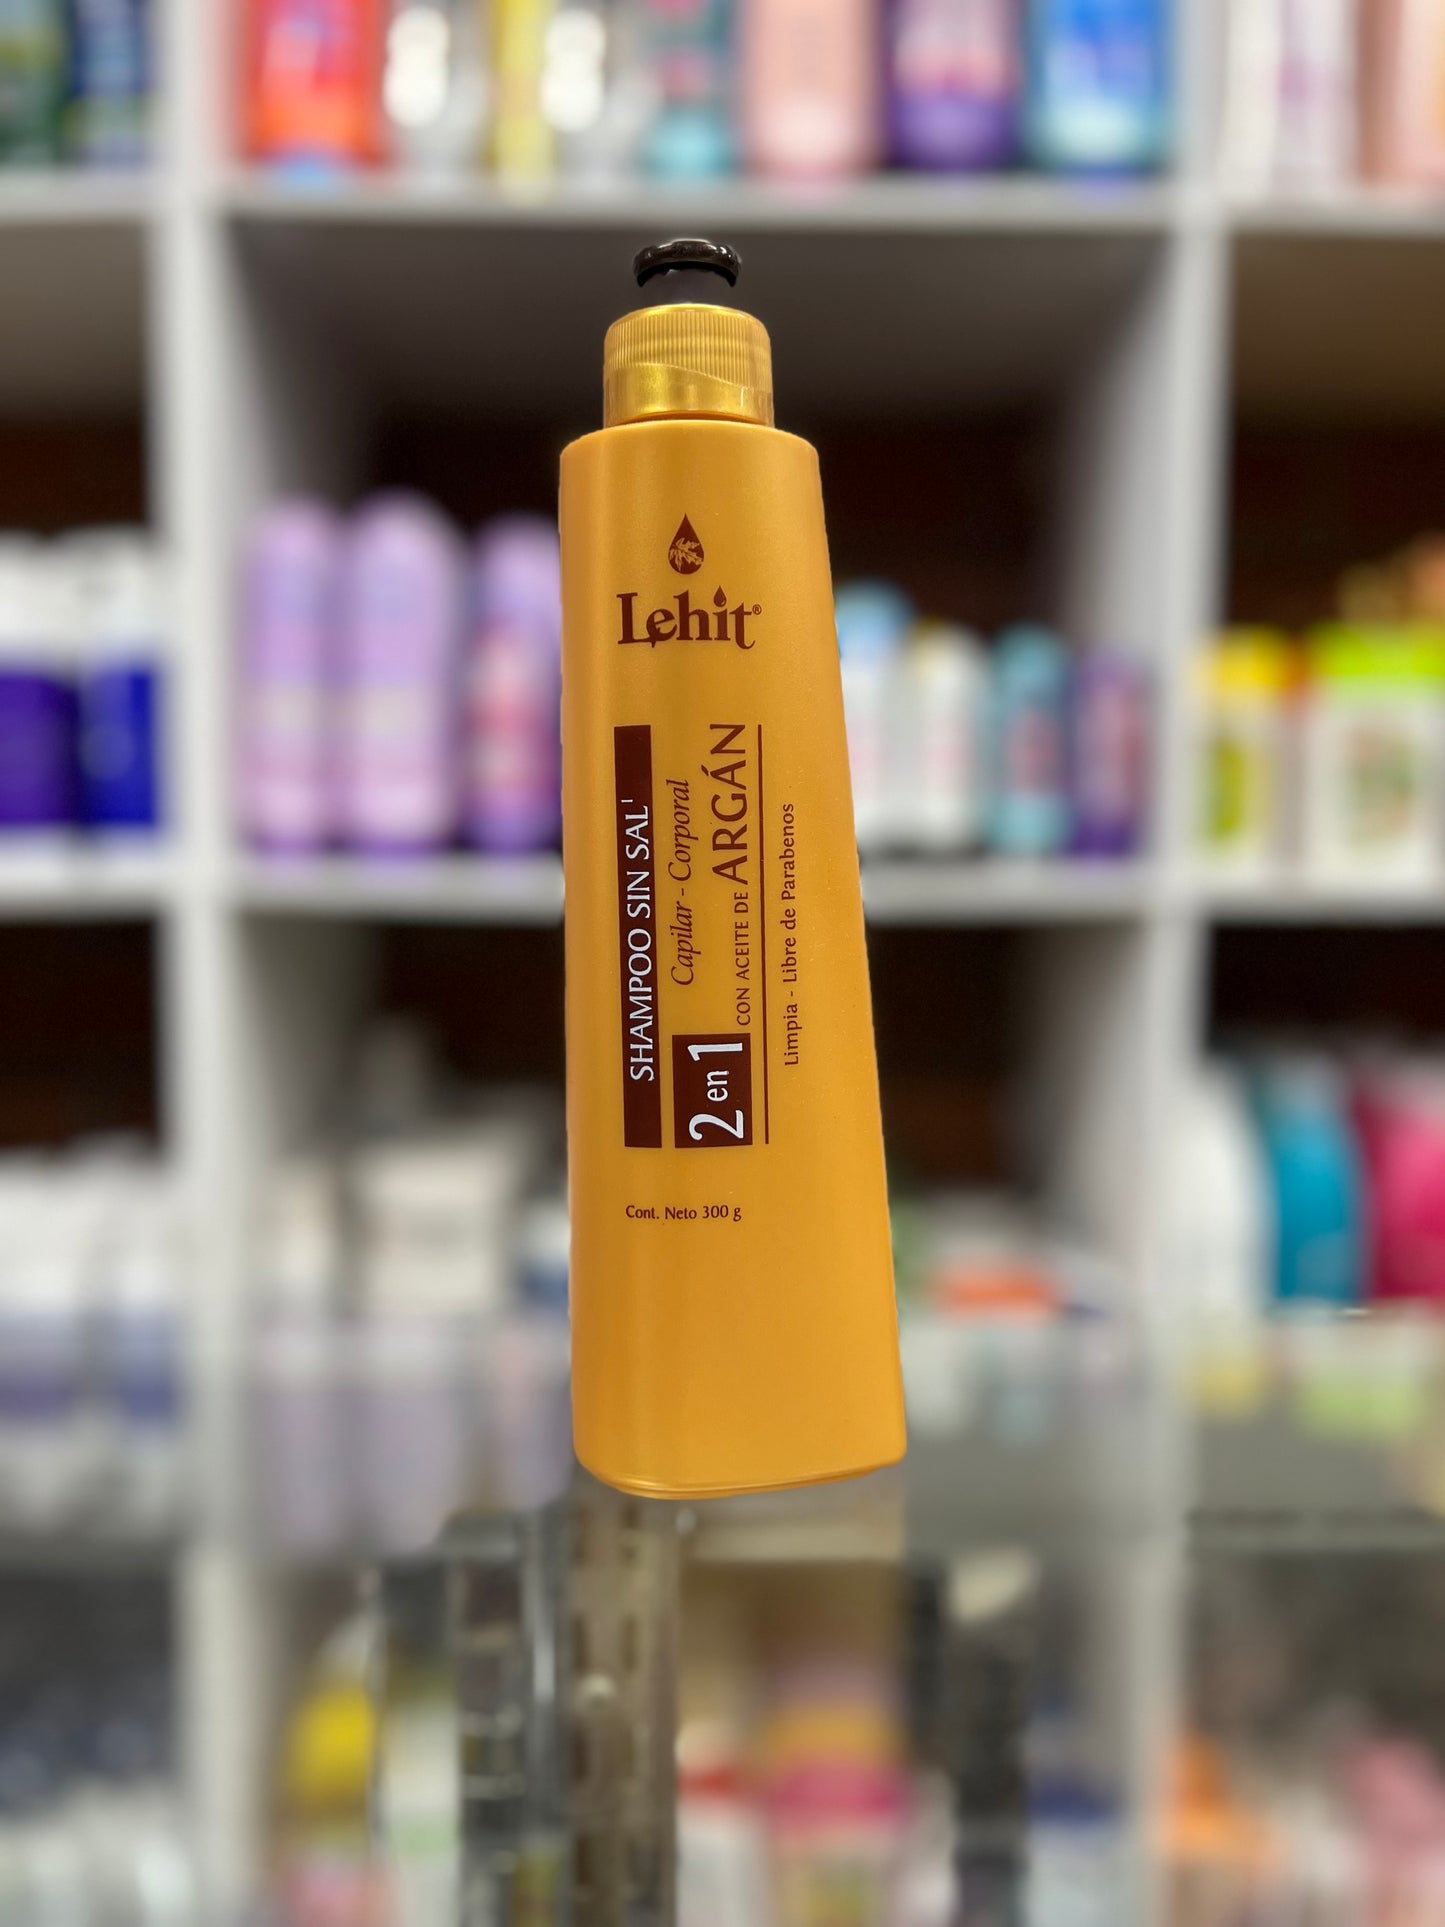 Lehit®
SHAMPOO SIN SAL'
Capilar - Corporal
2 en 1
CON ACEITE DE ARGÁN
Limpia - Libre de Parabenos
Cont. Neto 300 g